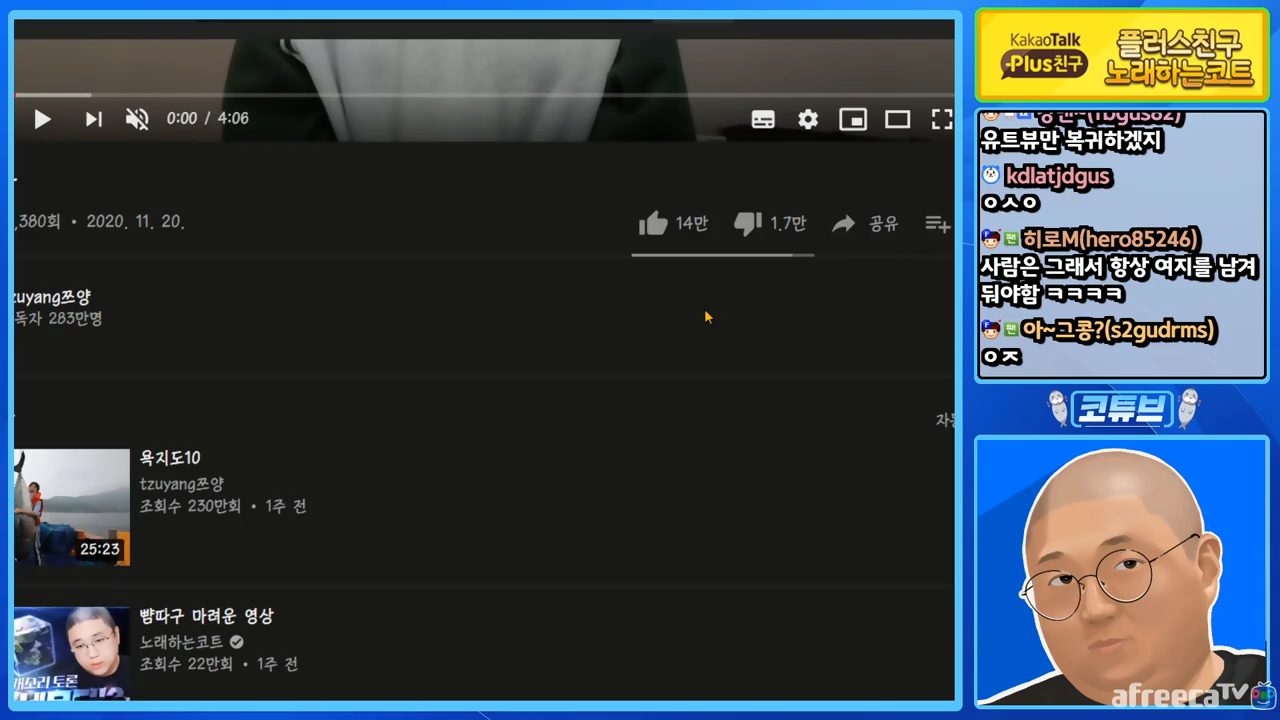 0:00 / 4:06
,380회 • 2020. 11. 20.
14만
1.7만
공유
zuyang쯔양
독자 283만명
25:23
욕지도10
tzuyang쯔양
조회수 230만회 • 1주 전
뺨따구 마려운 영상
노래하는코트
조회수 22만회 • 1주 전
개소리 토론
KakaoTalk
Plus친구
플러스친구
노래하는코트
유트뷰만 복귀하겠지
kdlatjdgus
ㅇㅅㅇ
히로M(hero85246)
사람은 그래서 항상 여지를 남겨
둬야함 ㅋㅋㅋㅋ
아~그콩?(s2gudrms)
ㅇㅈ
코튜브
afreecaTV